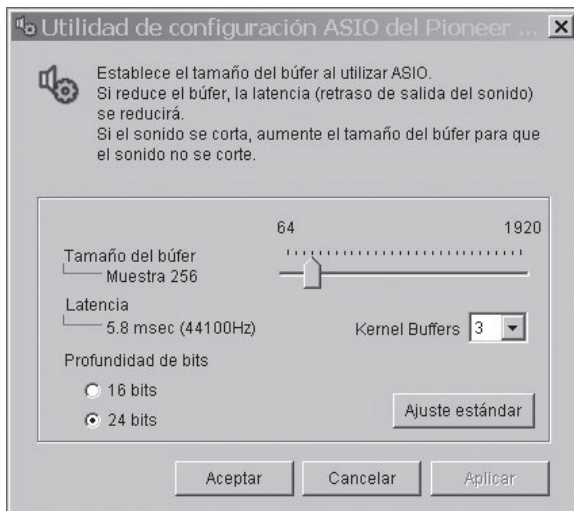 Utilidad de configuración ASIO del Pioneer ...
Establece el tamaño del búfer al utilizar ASIO.
Si reduce el búfer, la latencia (retraso de salida del sonido)
se reducirá.
Si el sonido se corta, aumente el tamaño del búfer para que
el sonido no se corte.
64 1920
Tamaño del búfer
Muestra 256
Latencia
5.8 msec (44100Hz)
Kernel Buffers 3
Profundidad de bits
16 bits
24 bits
Ajuste estándar
Aceptar Cancelar Aplicar